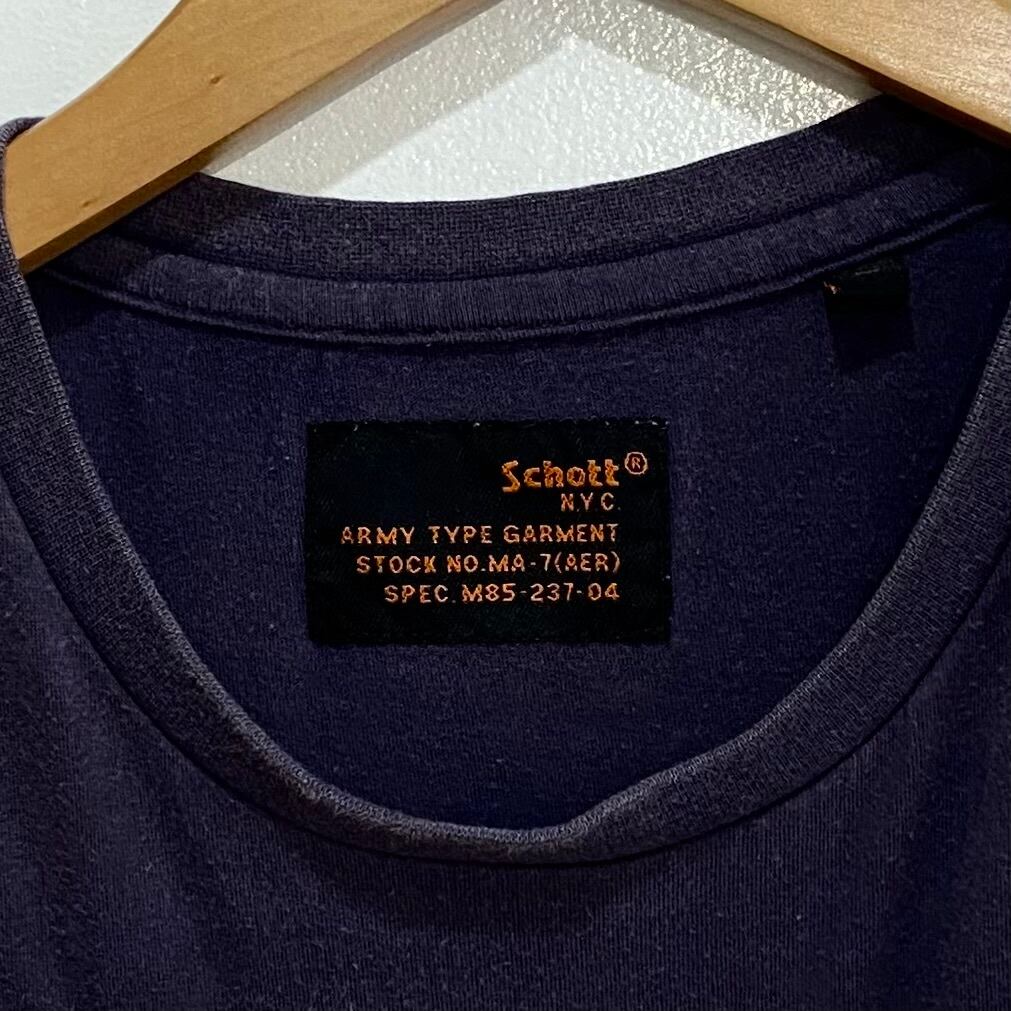 Schott®
N.Y.C.
ARMY TYPE GARMENT
STOCK NO.MA-7(AER)
SPEC.M85-237-04